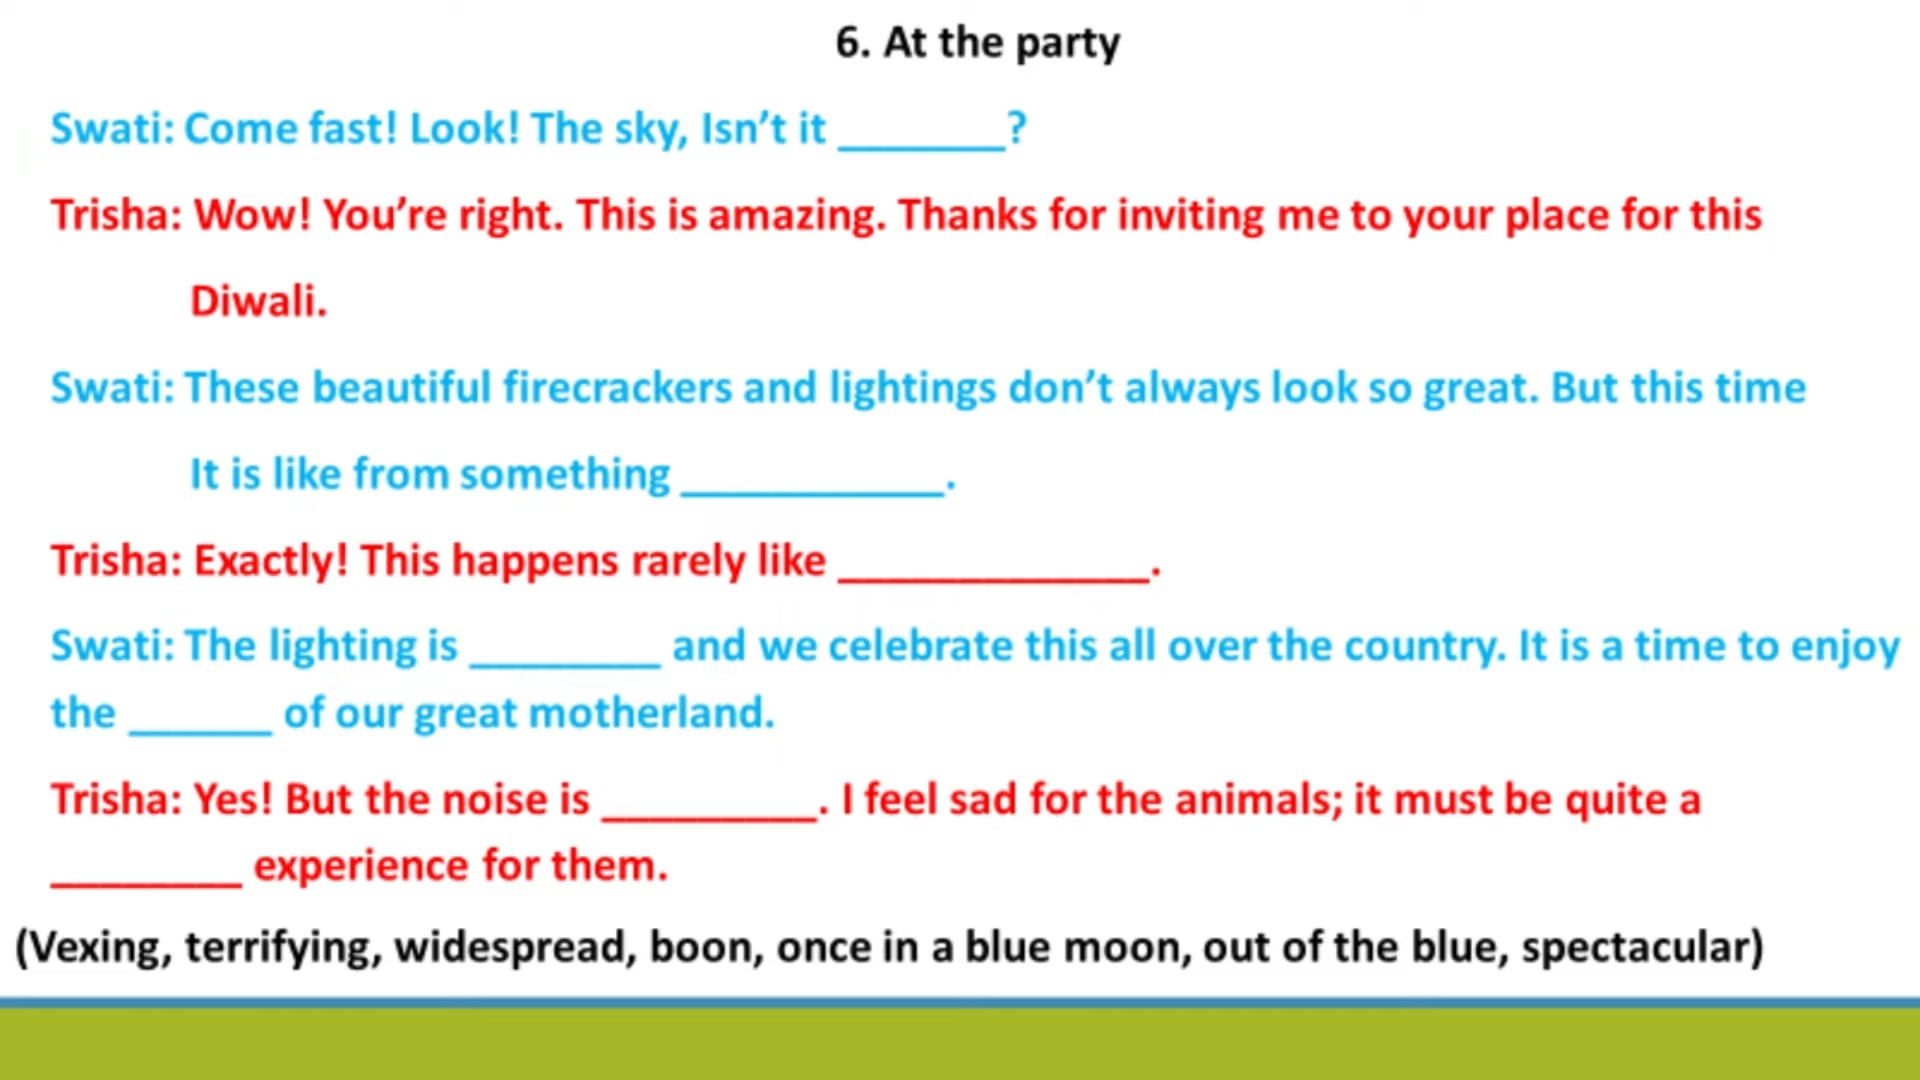 6. At the party
Swati: Come fast! Look! The sky, Isn't it _______?
Trisha: Wow! You're right. This is amazing. Thanks for inviting me to your place for this
Diwali.
Swati: These beautiful firecrackers and lightings don't always look so great. But this time
It is like from something ___________.
Trisha: Exactly! This happens rarely like _____________.
Swati: The lighting is ________ and we celebrate this all over the country. It is a time to enjoy
the ______ of our great motherland.
Trisha: Yes! But the noise is _________. I feel sad for the animals; it must be quite a
________ experience for them.
(Vexing, terrifying, widespread, boon, once in a blue moon, out of the blue, spectacular)